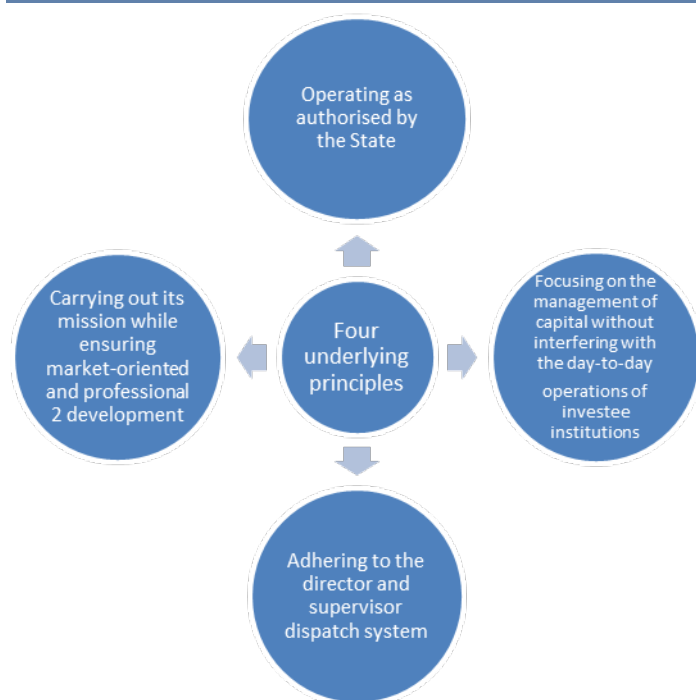 Operating as
authorised by
the State
Carrying out its
mission while
ensuring
market-oriented
and professional
2 development
Four
underlying
principles
Focusing on the
management of
capital without
interfering with
the day-to-day
operations of
investee
institutions
Adhering to the
director and
supervisor
dispatch system